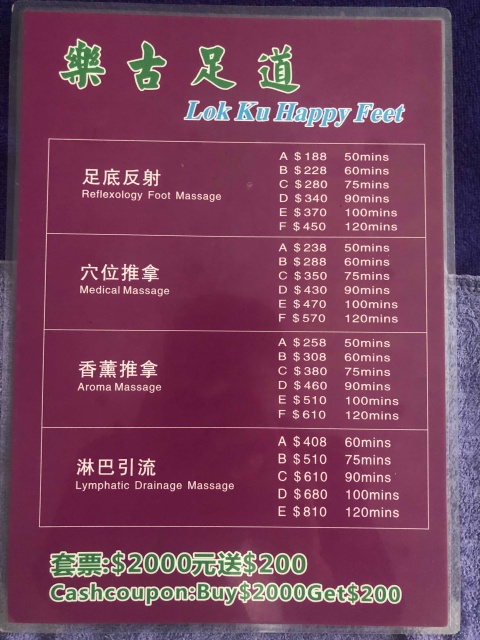 樂古足道
Lok Ku Happy Feet
足底反射
Reflexology Foot Massage
A $188 50mins
B $228 60mins
C $280 75mins
D $340 90mins
E $370 100mins
F $450 120mins
穴位推拿
Medical Massage
A $238 50mins
B $288 60mins
C $350 75mins
D $430 90mins
E $470 100mins
F $570 120mins
香薰推拿
Aroma Massage
A $258 50mins
B $308 60mins
C $380 75mins
D $460 90mins
E $510 100mins
F $610 120mins
淋巴引流
Lymphatic Drainage Massage
A $408 60mins
B $510 75mins
C $610 90mins
D $680 100mins
E $810 120mins
套票:$2000元送$200
Cashcoupon:Buy$2000Get$200